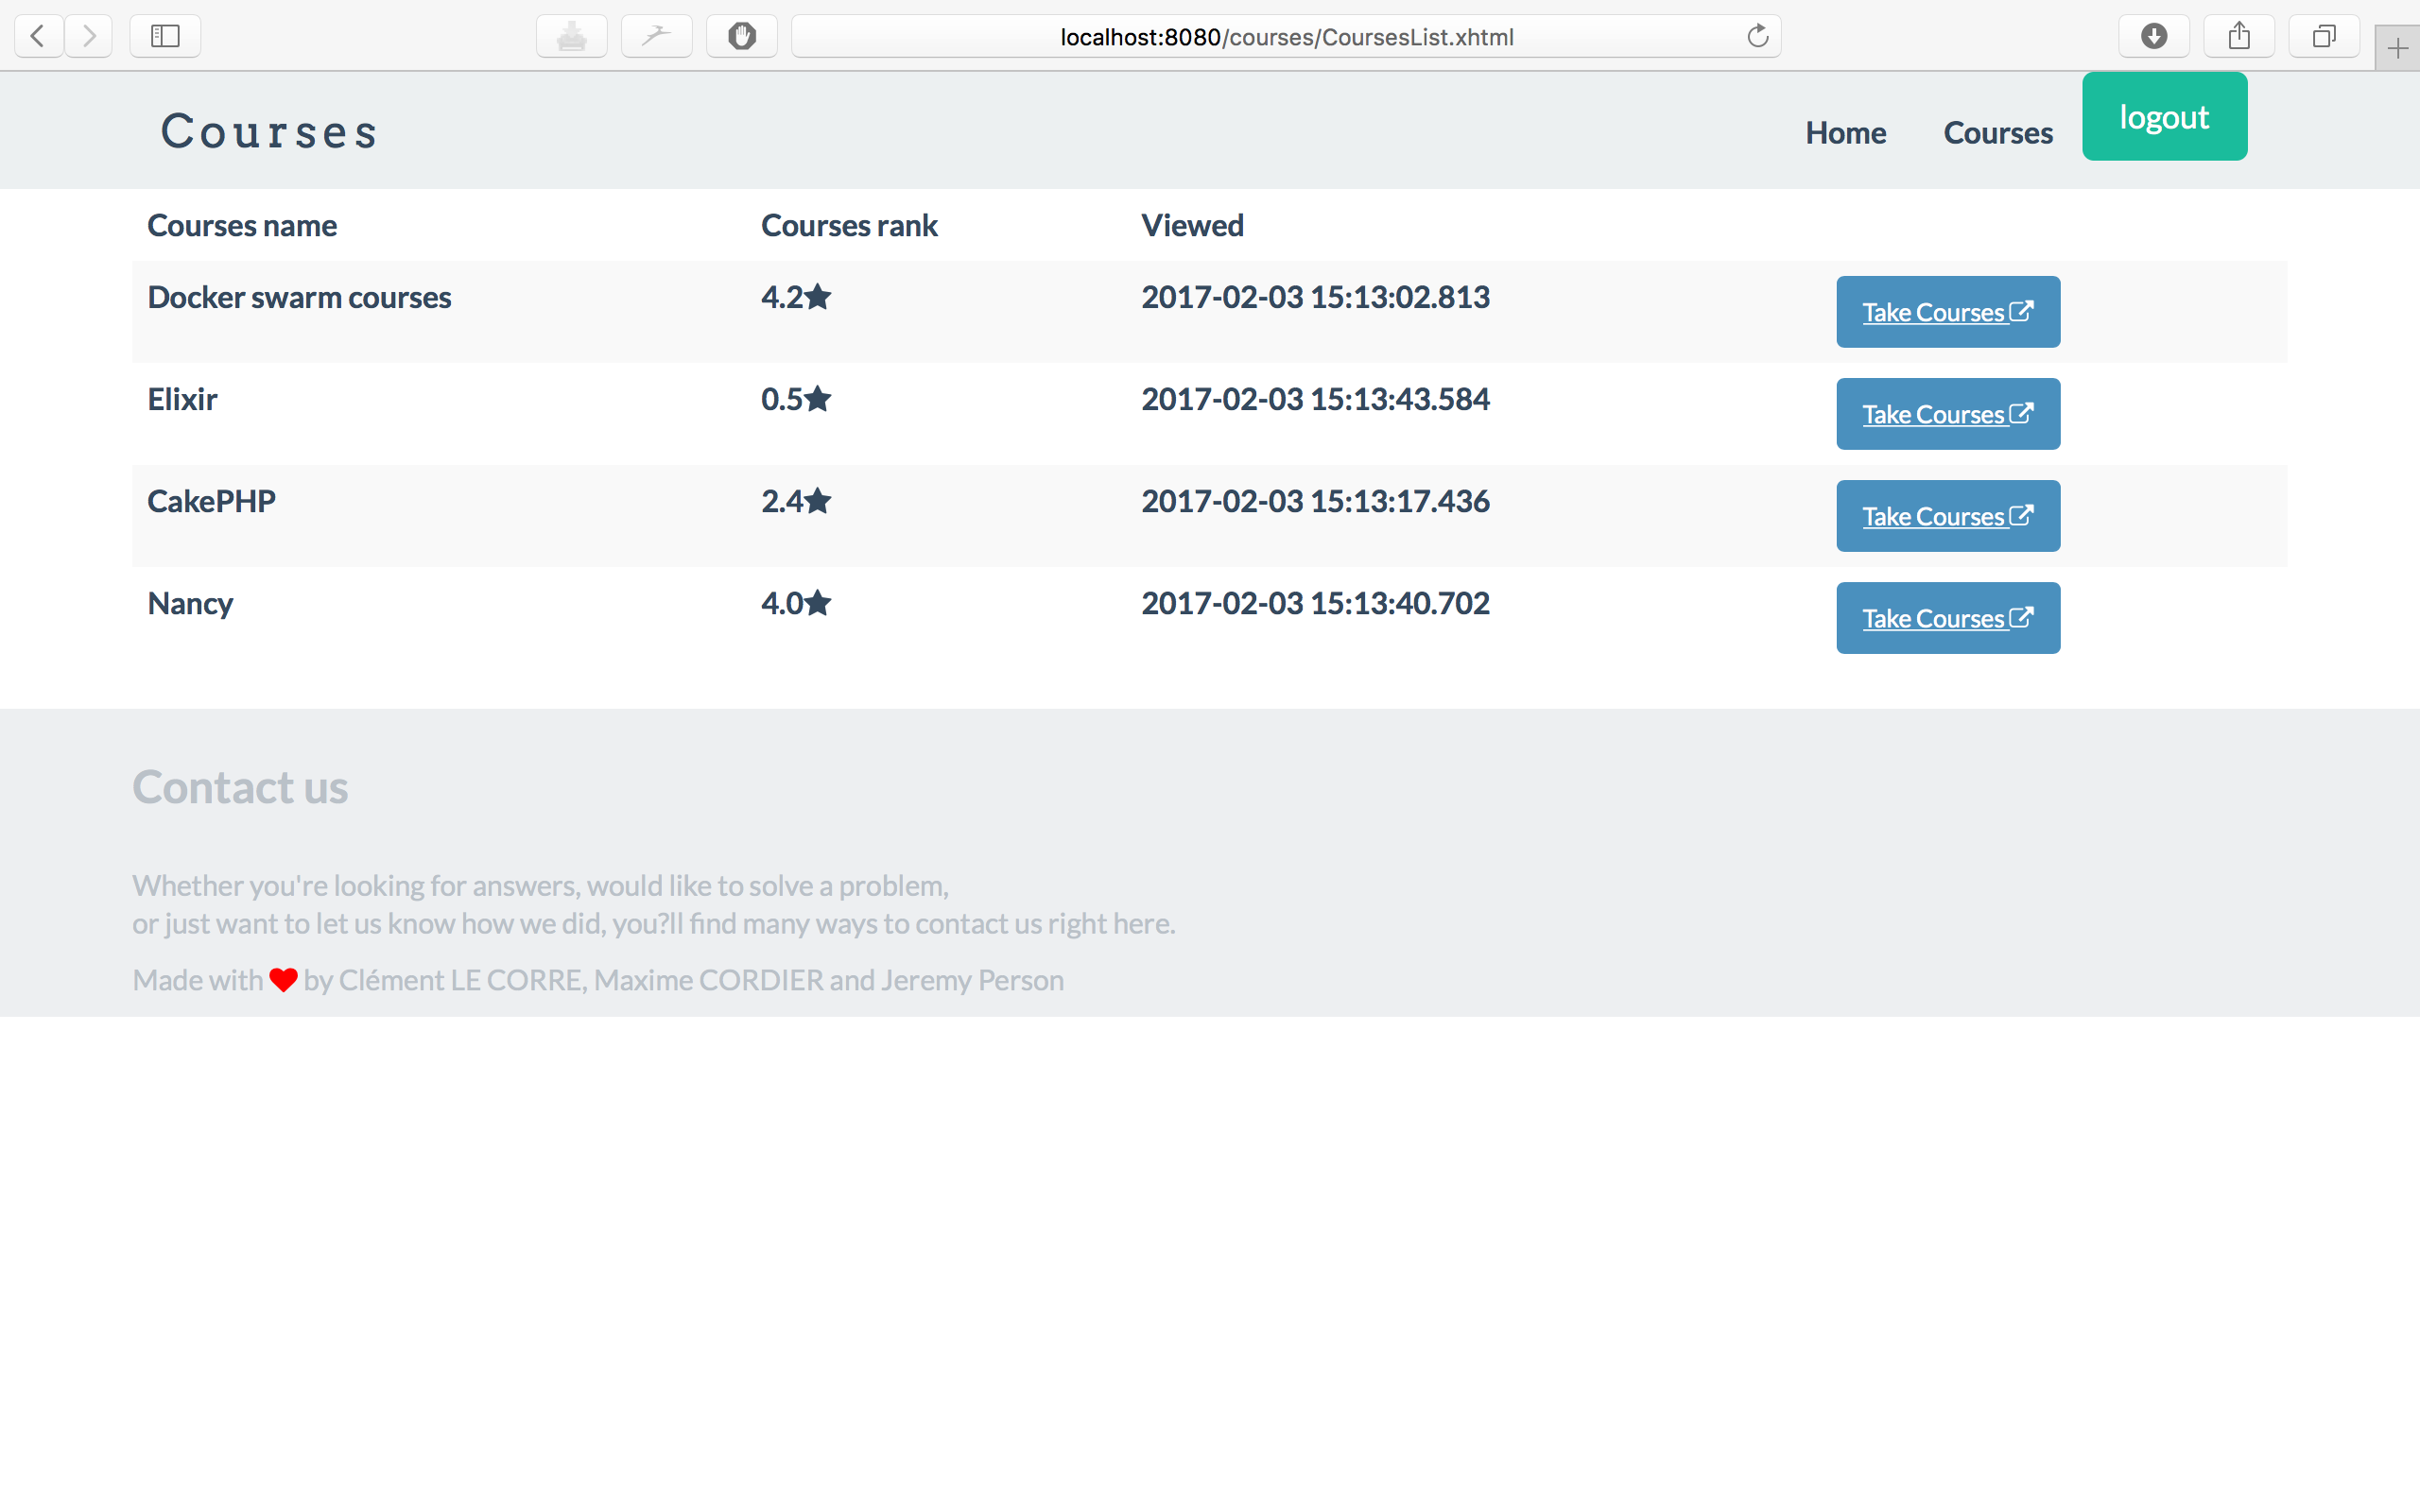 localhost:8080/courses/CoursesList.xhtml
Courses Home Courses logout
Courses name Courses rank Viewed
Docker swarm courses 4.2 2017-02-03 15:13:02.813 Take Courses
Elixir 0.5 2017-02-03 15:13:43.584 Take Courses
CakePHP 2.4 2017-02-03 15:13:17.436 Take Courses
Nancy 4.0 2017-02-03 15:13:40.702 Take Courses
Contact us
Whether you're looking for answers, would like to solve a problem,
or just want to let us know how we did, you?ll find many ways to contact us right here.
Made with ❤ by Clément LE CORRE, Maxime CORDIER and Jeremy Person